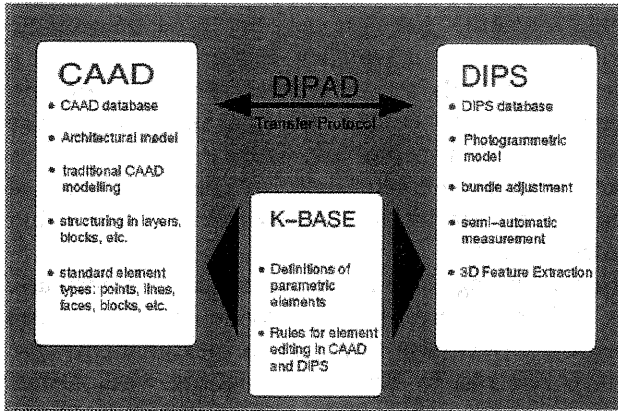 CAAD
• CAAD database
• Architectural model
• traditional CAAD
modelling
• structuring in layers,
blocks, etc.
• standard element
types: points, lines,
faces, blocks, etc.
DIPAD
Transfer Protocol
K–BASE
• Definitions of
parametric
elements
• Rules for element
editing in CAAD
and DIPS
DIPS
• DIPS database
• Photogrammetric
model
• bundle adjustment
• semi–automatic
measurement
• 3D Feature Extraction